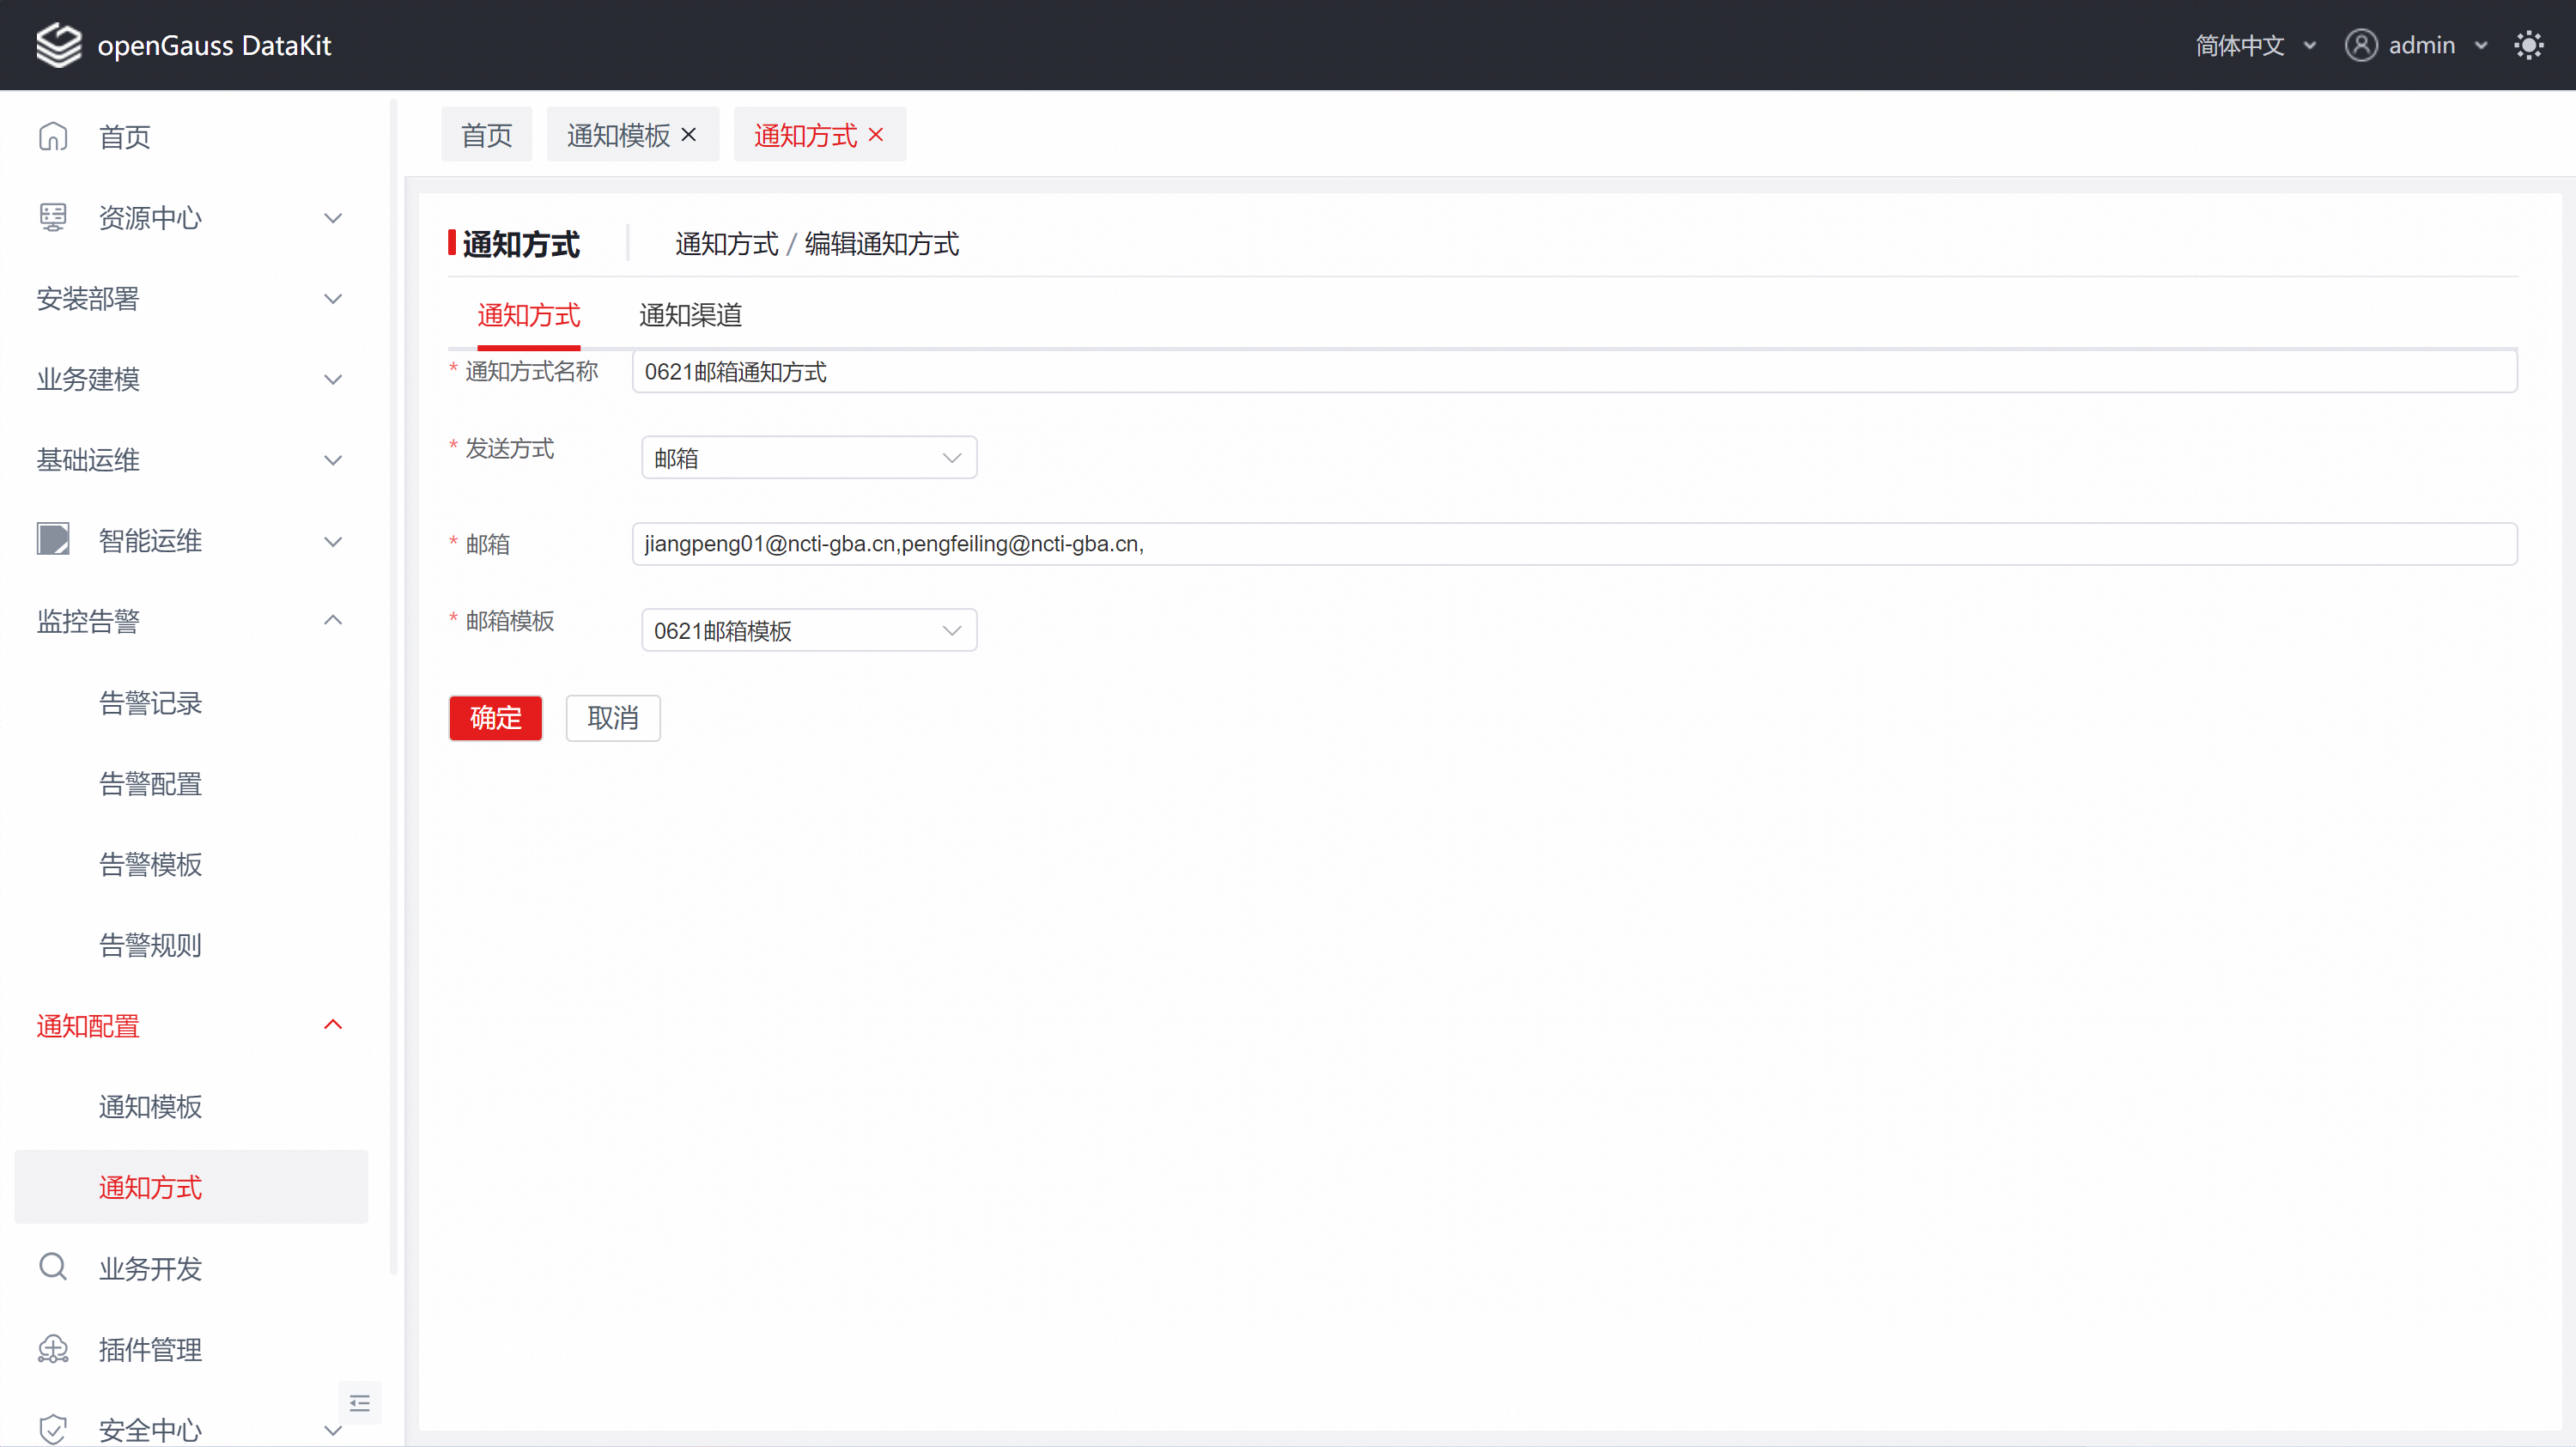 openGauss DataKit
简体中文
admin
首页
资源中心
安装部署
业务建模
基础运维
智能运维
监控告警
告警记录
告警配置
告警模板
告警规则
通知配置
通知模板
通知方式
业务开发
插件管理
安全中心
首页 通知模板 通知方式
通知方式 通知方式 / 编辑通知方式
通知方式 通知渠道
* 通知方式名称 0621邮箱通知方式
* 发送方式 邮箱
* 邮箱 jiangpeng01@ncti-gba.cn,pengfeiling@ncti-gba.cn,
* 邮箱模板 0621邮箱模板
确定 取消